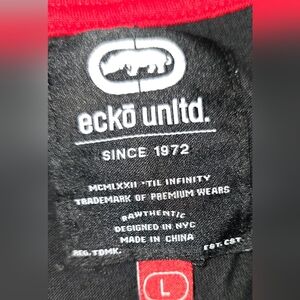 eckō unltd.
SINCE 1972
MCMLXXII 'TIL INFINITY
TRADEMARK OF PREMIUM WEARS
RAWTHENTIC
DESIGNED IN NYC
MADE IN CHINA
REG. TDMK. EST. CST.
L